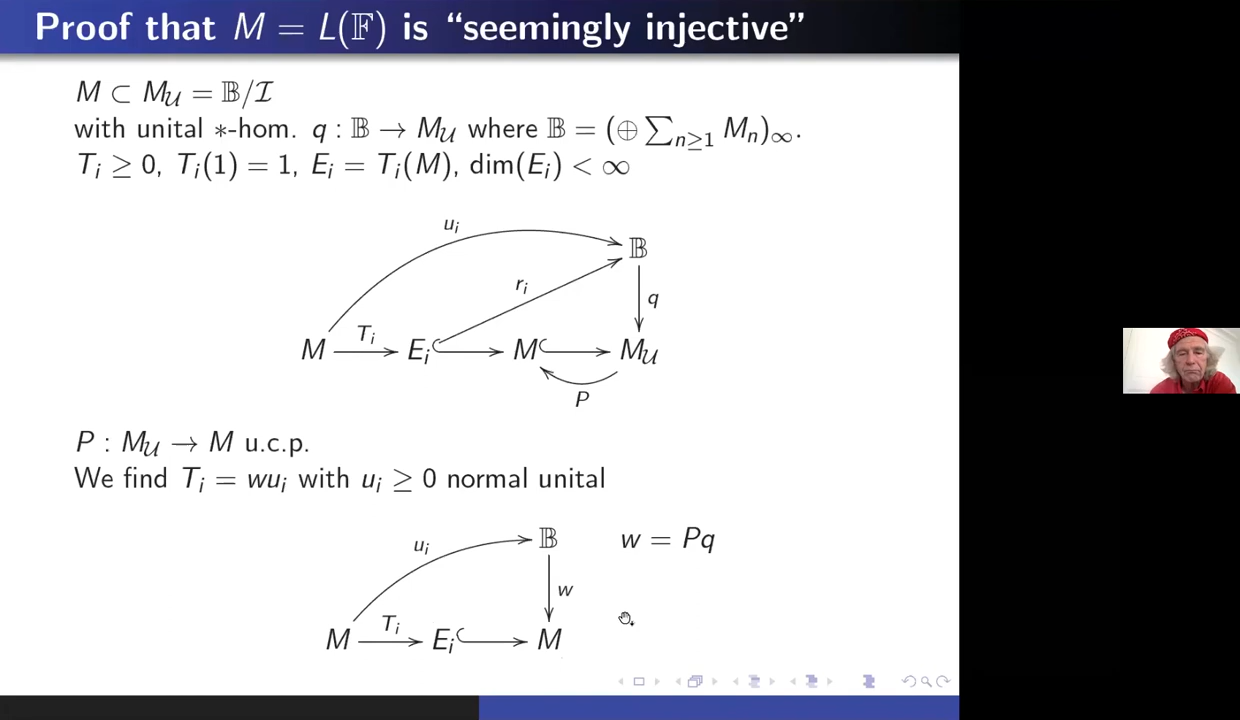 Proof that M = L(𝔽) is “seemingly injective”
M ⊂ M_𝒰 = 𝔹/ℐ
with unital ∗-hom. q : 𝔹 → M_𝒰 where 𝔹 = (⊕ ∑_{n≥1} M_n)_∞.
T_i ≥ 0, T_i(1) = 1, E_i = T_i(M), dim(E_i) < ∞
u_i
𝔹
r_i
q
M T_i E_i M M_𝒰
P
P : M_𝒰 → M u.c.p.
We find T_i = wu_i with u_i ≥ 0 normal unital
u_i 𝔹 w = Pq
w
M T_i E_i M